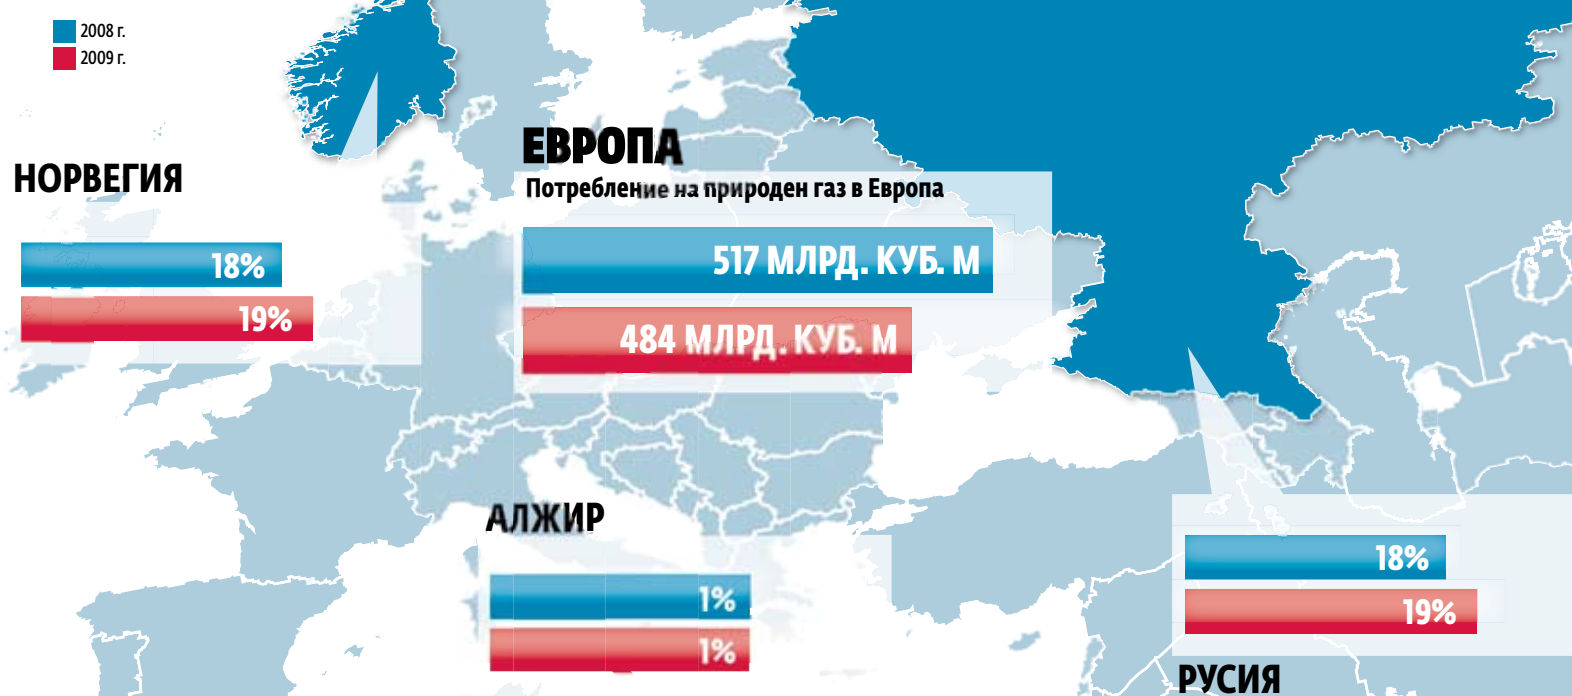 2008 г.
2009 г.
НОРВЕГИЯ
18%
19%
ЕВРОПА
Потребление на природен газ в Европа
517 МЛРД. КУБ. М
484 МЛРД. КУБ. М
АЛЖИР
1%
1%
18%
19%
РУСИЯ